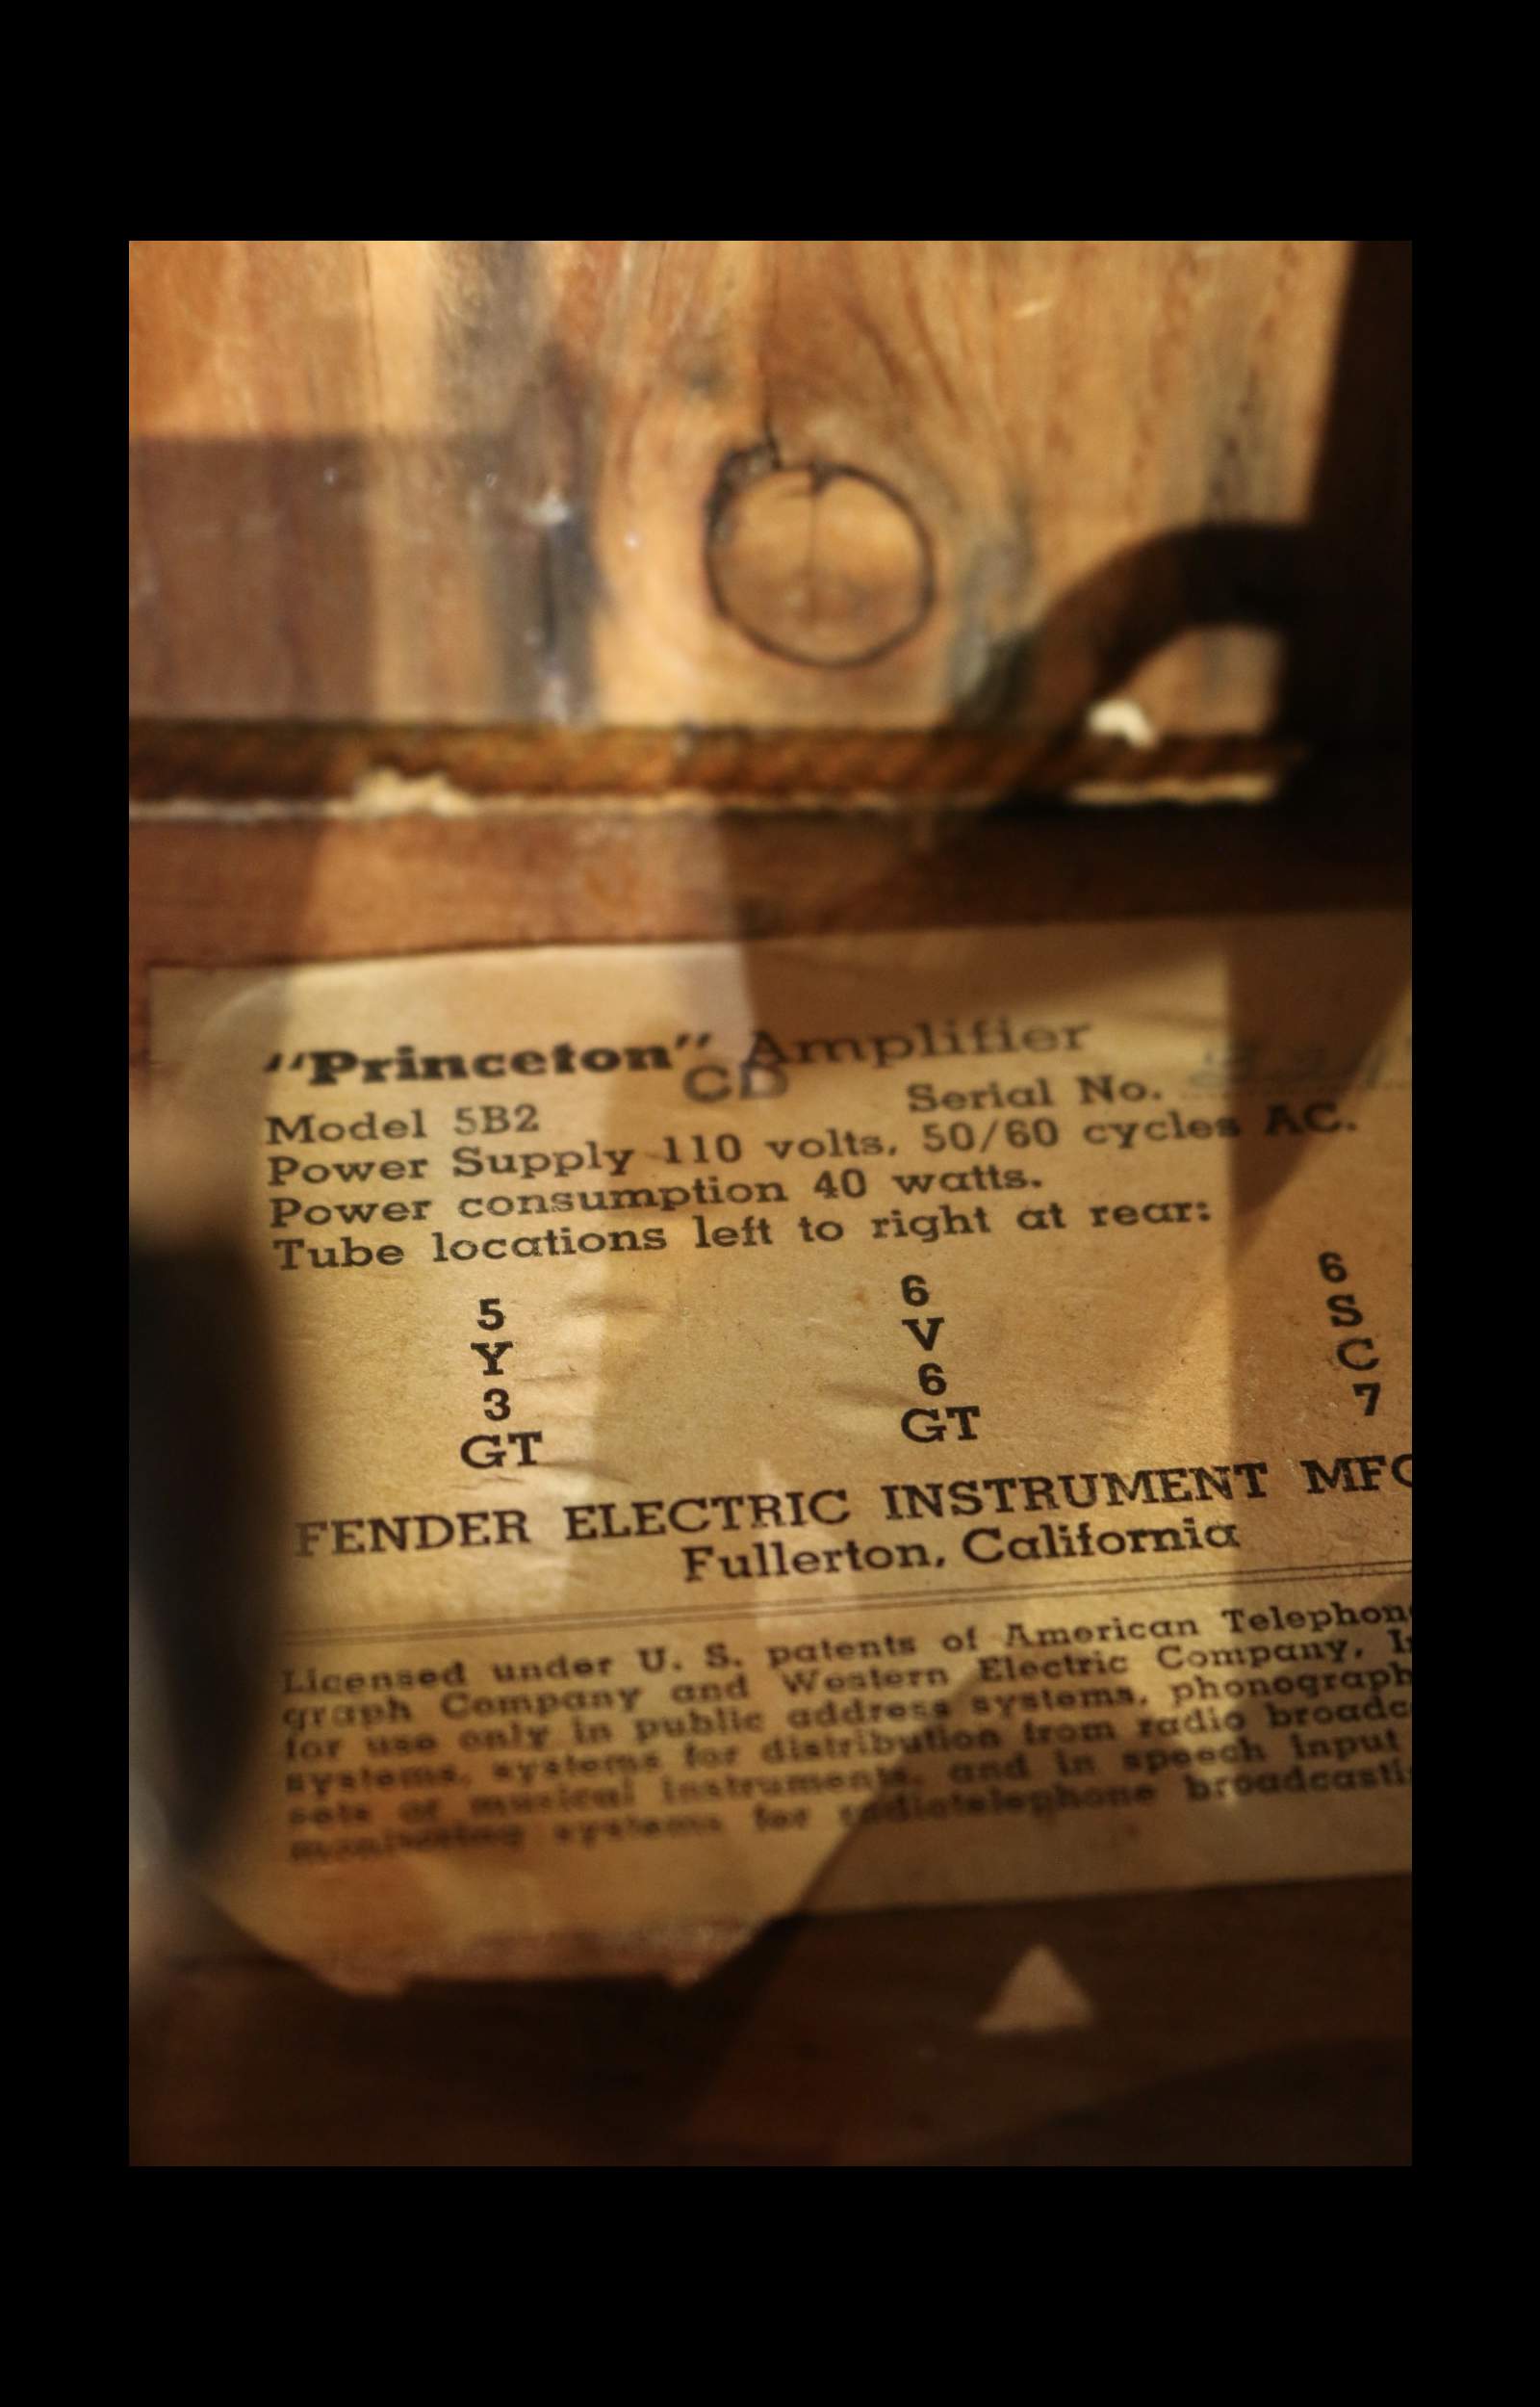 "Princeton" Amplifier
CD
Model 5B2 Serial No.
Power Supply 110 volts, 50/60 cycles AC.
Power consumption 40 watts.
Tube locations left to right at rear:
5 6 6
Y V S
3 6 C
GT GT 7
FENDER ELECTRIC INSTRUMENT MFG
Fullerton, California
Licensed under U. S. patents of American Telephone
graph Company and Western Electric Company, I
for use only in public address systems, phonograph
systems, systems for distribution from radio broadc
sets or musical instruments, and in speech input
monitoring systems for radiotelephone broadcasti